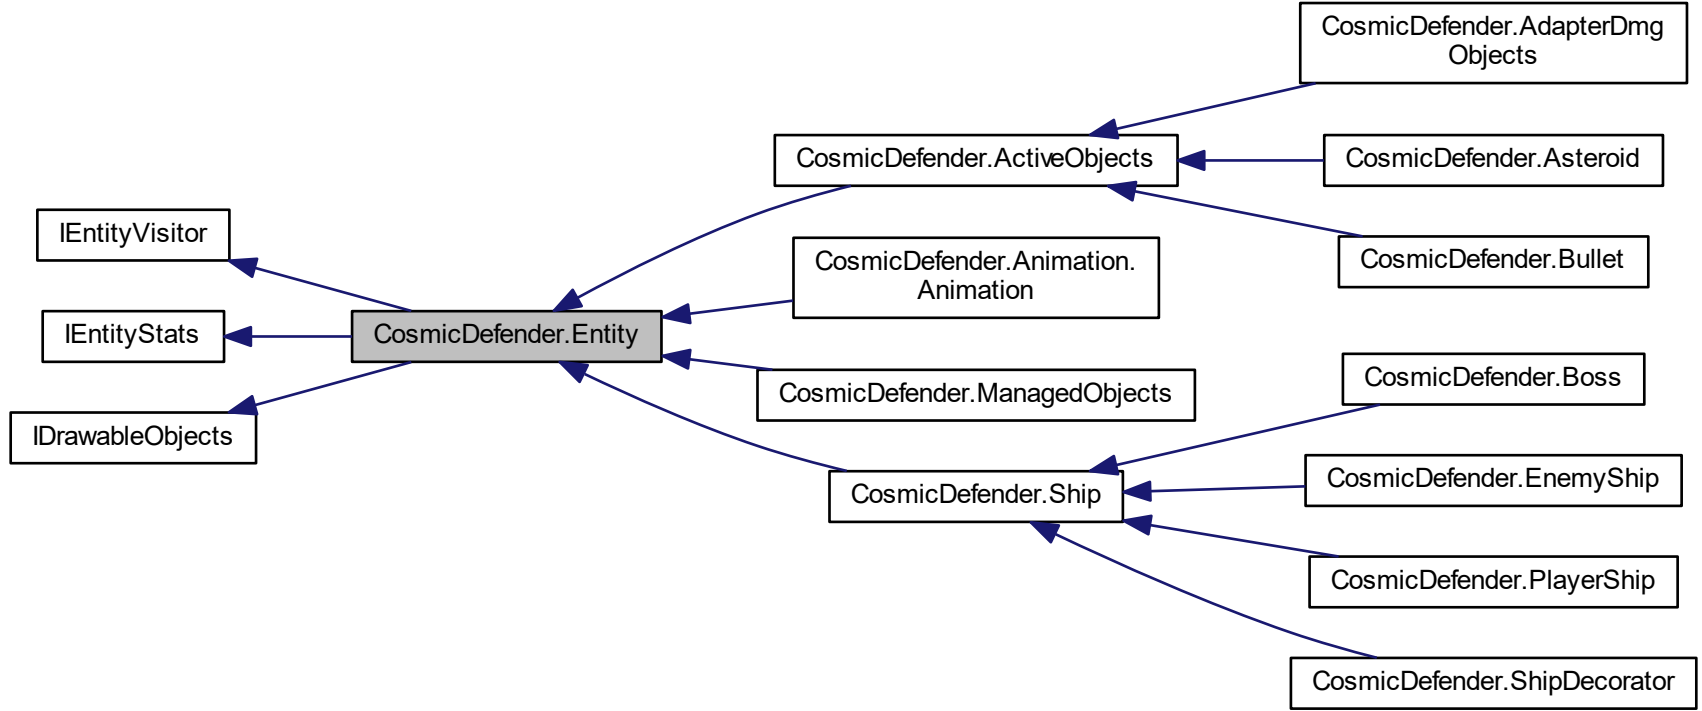 IEntityVisitor
IEntityStats
IDrawableObjects
CosmicDefender.Entity
CosmicDefender.ActiveObjects
CosmicDefender.Animation.
Animation
CosmicDefender.ManagedObjects
CosmicDefender.Ship
CosmicDefender.AdapterDmg
Objects
CosmicDefender.Asteroid
CosmicDefender.Bullet
CosmicDefender.Boss
CosmicDefender.EnemyShip
CosmicDefender.PlayerShip
CosmicDefender.ShipDecorator